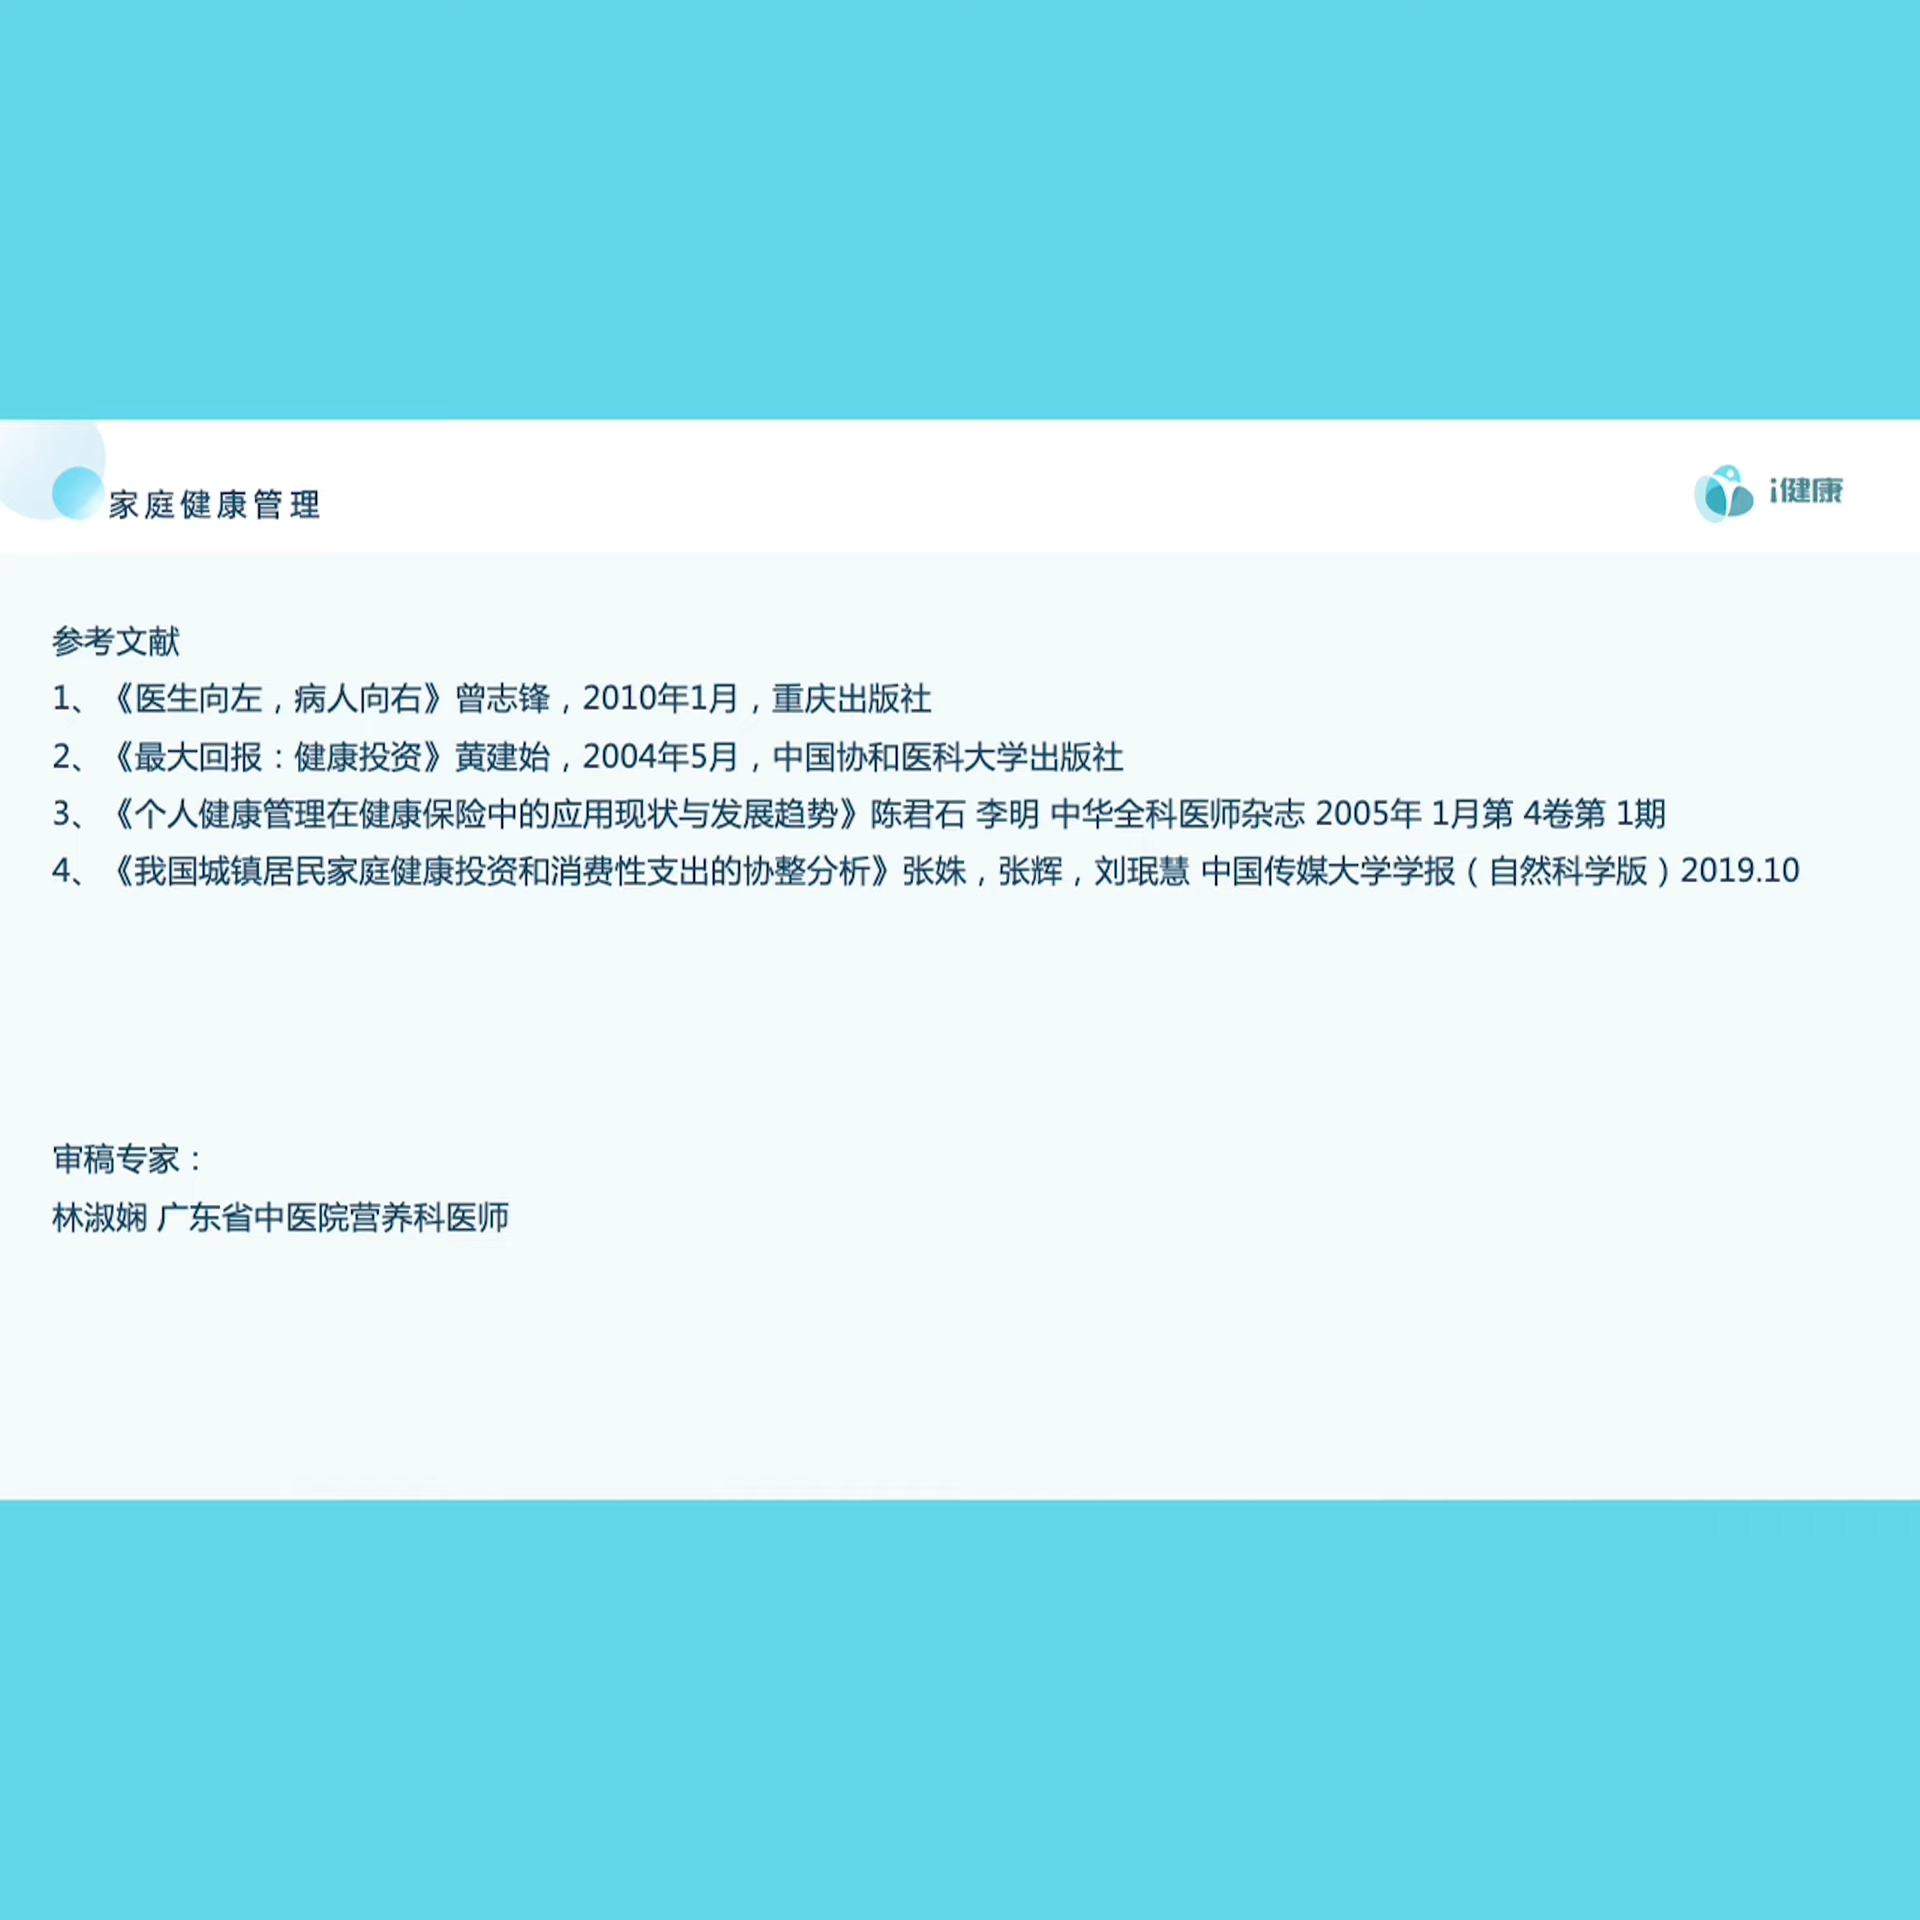 家庭健康管理
i健康
参考文献
1、《医生向左，病人向右》曾志锋，2010年1月，重庆出版社
2、《最大回报：健康投资》黄建始，2004年5月，中国协和医科大学出版社
3、《个人健康管理在健康保险中的应用现状与发展趋势》陈君石 李明 中华全科医师杂志 2005年 1月第 4卷第 1期
4、《我国城镇居民家庭健康投资和消费性支出的协整分析》张姝，张辉，刘珉慧 中国传媒大学学报（自然科学版）2019.10
审稿专家：
林淑娴 广东省中医院营养科医师